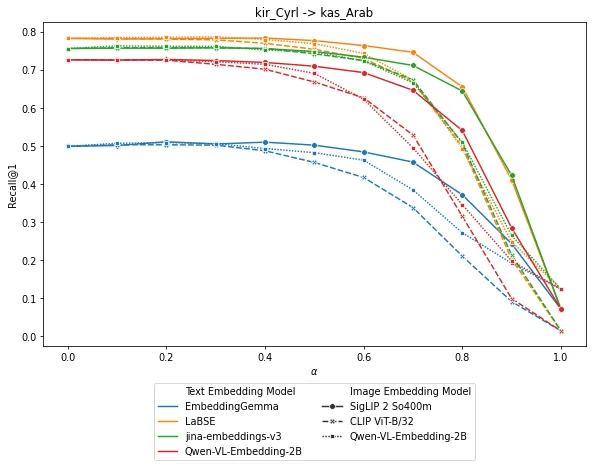 kir_Cyrl -> kas_Arab
Recall@1
0.8
0.7
0.6
0.5
0.4
0.3
0.2
0.1
0.0
0.0 0.2 0.4 0.6 0.8 1.0
α
Text Embedding Model
EmbeddingGemma
LaBSE
jina-embeddings-v3
Qwen-VL-Embedding-2B
Image Embedding Model
SigLIP 2 So400m
CLIP ViT-B/32
Qwen-VL-Embedding-2B